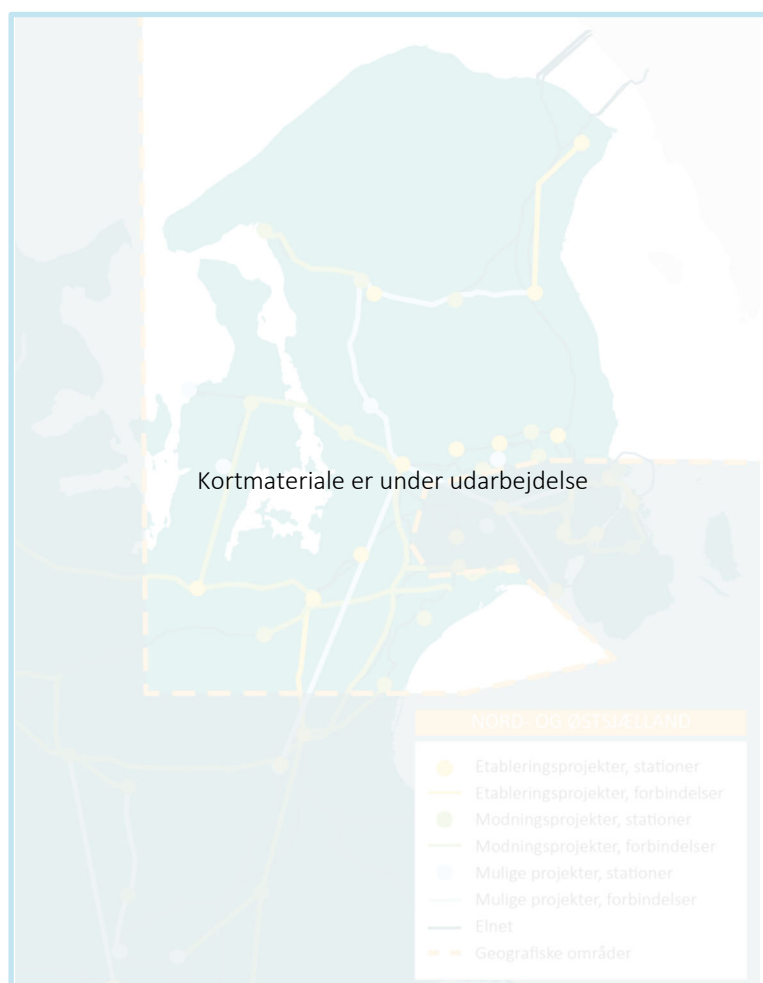 Kortmateriale er under udarbejdelse
NORD- OG ØSTSJÆLLAND
Etableringsprojekter, stationer
Etableringsprojekter, forbindelser
Modningsprojekter, stationer
Modningsprojekter, forbindelser
Mulige projekter, stationer
Mulige projekter, forbindelser
Elnet
Geografiske områder